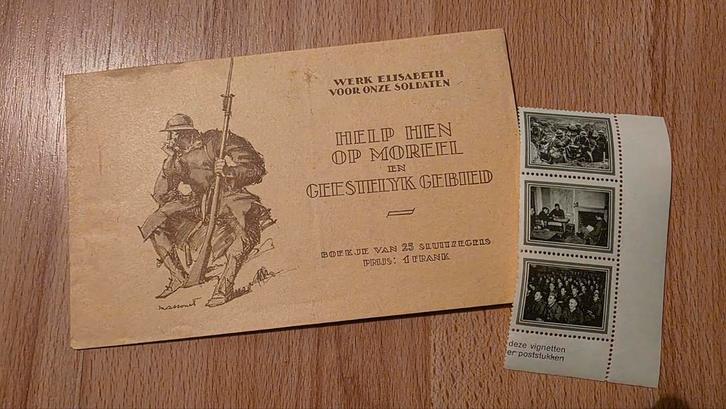 WERK ELISABETH
VOOR ONZE SOLDATEN
HELP HEN
OP MOREEL
EN
GEESTELYK GEBIED
BOEKJE VAN 25 SLUITZEGELS
PRIJS: 1 FRANK
massonet
deze vignetten
er poststukken